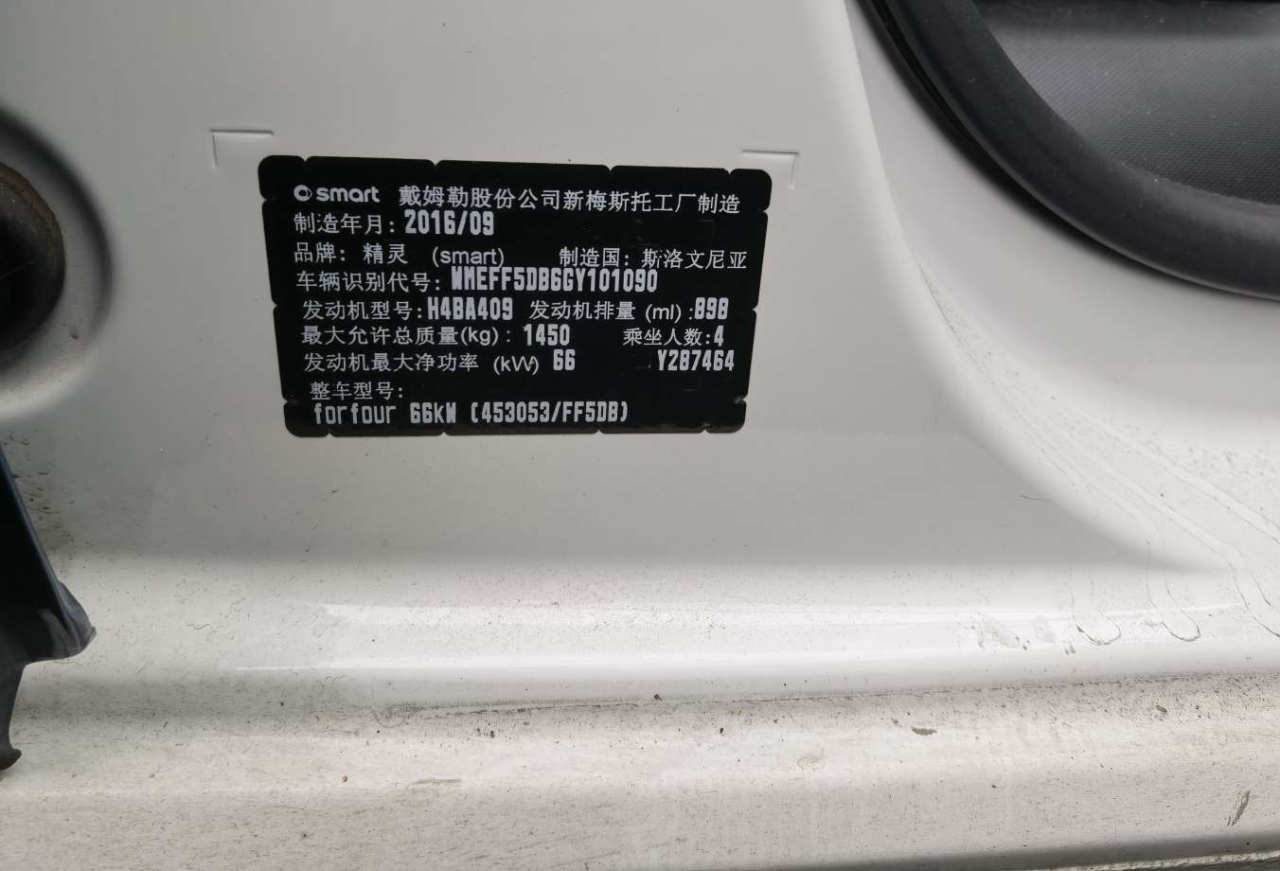 smart 戴姆勒股份公司新梅斯托工厂制造
制造年月: 2016/09
品牌: 精灵 (smart) 制造国: 斯洛文尼亚
车辆识别代号: WMEFF5DB6GY101090
发动机型号: H4BA409 发动机排量 (ml) :898
最大允许总质量(kg) : 1450 乘坐人数: 4
发动机最大净功率 (kW) 66 Y287464
整车型号:
forfour 66kW (453053/FF5DB)